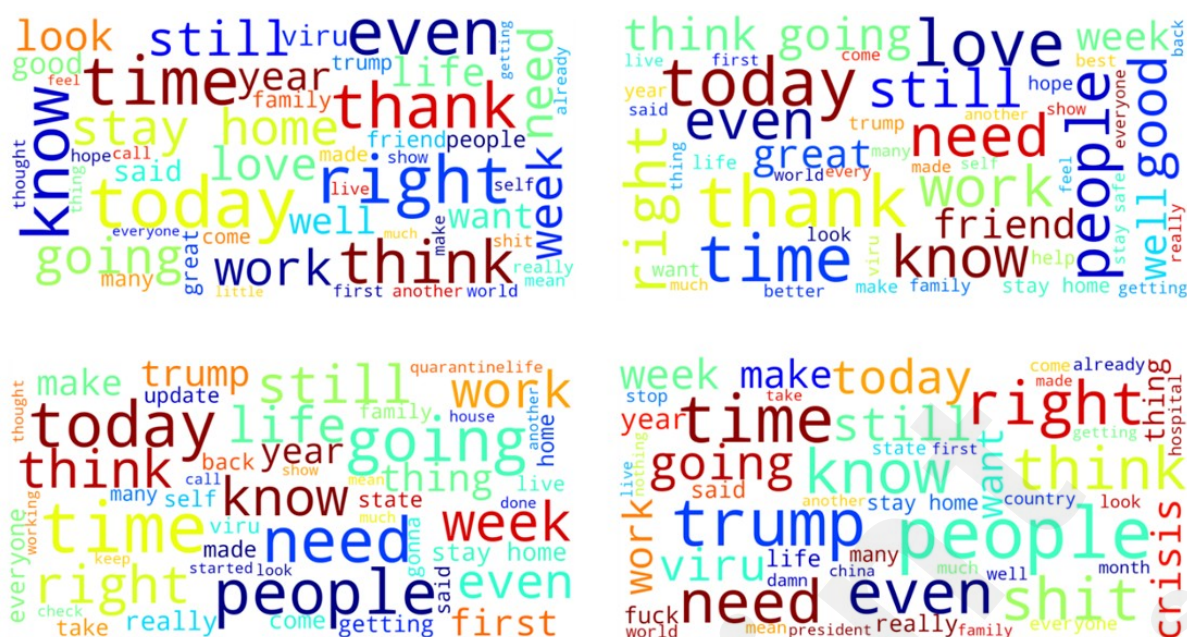 look still viru even
good trump life getting
feel time year need already
family thank
stay home friend people
know thought hope call said love made show right self
thing today live week
everyone well much want
going come great make shit
many work think really
little first another world mean
think going love week back
live first come best
year today still hope
said even trump another show everyone
right thing life great many need people good
world every made self
thank work feel
look friend stay safe well really
want time viru know help
much better make family stay home getting
make trump still quarantinelife work
thought update family house
today life going another home
think back year show
call mean thing live
many self know state done
working time viru need much week
everyone made gonna stay home
keep started look
right people said even
check take really come getting first
week make today come already
stop take right made thing hospital
year time still getting
going know state first want think
live nothing said another stay home country look
work trump people crisis
viru life many much well month
damn china
fuck need even shit
world mean president really family everyone